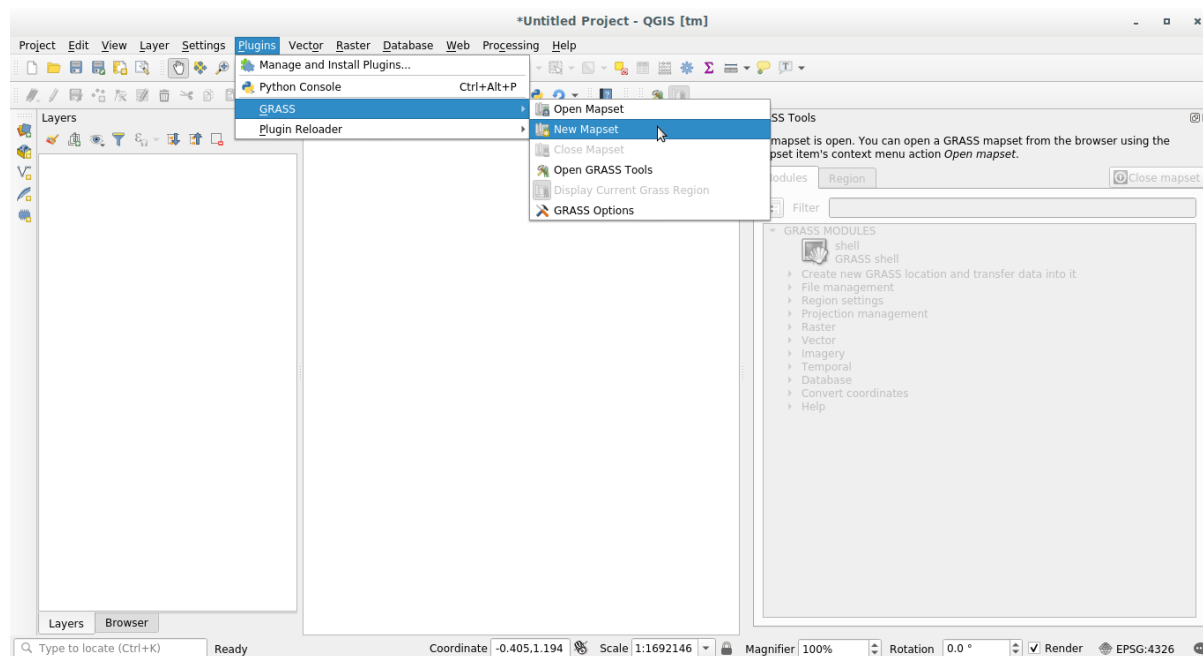 *Untitled Project - QGIS [tm]
Project Edit View Layer Settings Plugins Vector Raster Database Web Processing Help
Manage and Install Plugins...
Python Console Ctrl+Alt+P
GRASS
Plugin Reloader
Open Mapset
New Mapset
Close Mapset
Open GRASS Tools
Display Current Grass Region
GRASS Options
Layers
SS Tools
mapset is open. You can open a GRASS mapset from the browser using the
pset item's context menu action Open mapset.
odules Region Close mapset
Filter
GRASS MODULES
shell
GRASS shell
Create new GRASS location and transfer data into it
File management
Region settings
Projection management
Raster
Vector
Imagery
Temporal
Database
Convert coordinates
Help
Layers Browser
Type to locate (Ctrl+K) Ready Coordinate -0.405,1.194 Scale 1:1692146 Magnifier 100% Rotation 0.0 ° Render EPSG:4326